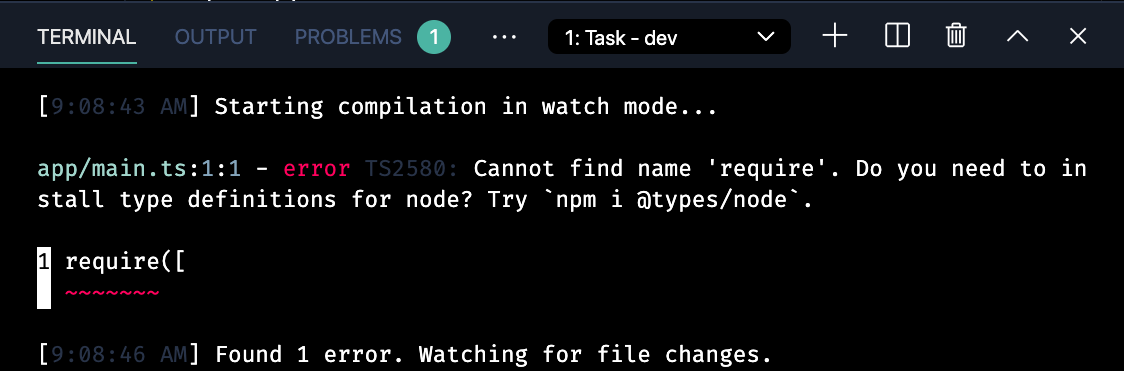 TERMINAL OUTPUT PROBLEMS 1 ... 1: Task - dev
[9:08:43 AM] Starting compilation in watch mode...
app/main.ts:1:1 - error TS2580: Cannot find name 'require'. Do you need to in
stall type definitions for node? Try `npm i @types/node`.
1 require([
~~~~~~~
[9:08:46 AM] Found 1 error. Watching for file changes.